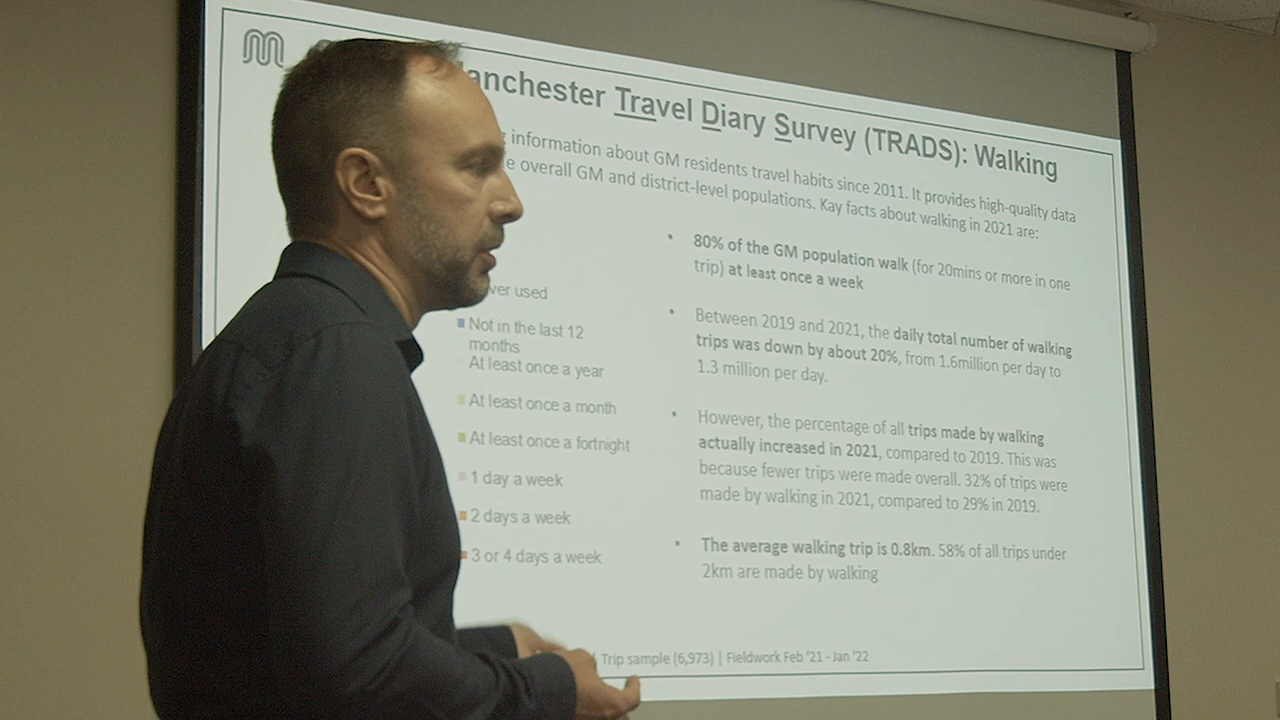 anchester Travel Diary Survey (TRADS): Walking
information about GM residents travel habits since 2011. It provides high-quality data
overall GM and district-level populations. Kay facts about walking in 2021 are:
ver used
Not in the last 12
months
At least once a year
At least once a month
At least once a fortnight
1 day a week
2 days a week
3 or 4 days a week
• 80% of the GM population walk (for 20mins or more in one
trip) at least once a week
• Between 2019 and 2021, the daily total number of walking
trips was down by about 20%, from 1.6million per day to
1.3 million per day.
• However, the percentage of all trips made by walking
actually increased in 2021, compared to 2019. This was
because fewer trips were made overall. 32% of trips were
made by walking in 2021, compared to 29% in 2019.
• The average walking trip is 0.8km. 58% of all trips under
2km are made by walking
| Trip sample (6,973) | Fieldwork Feb '21 - Jan '22